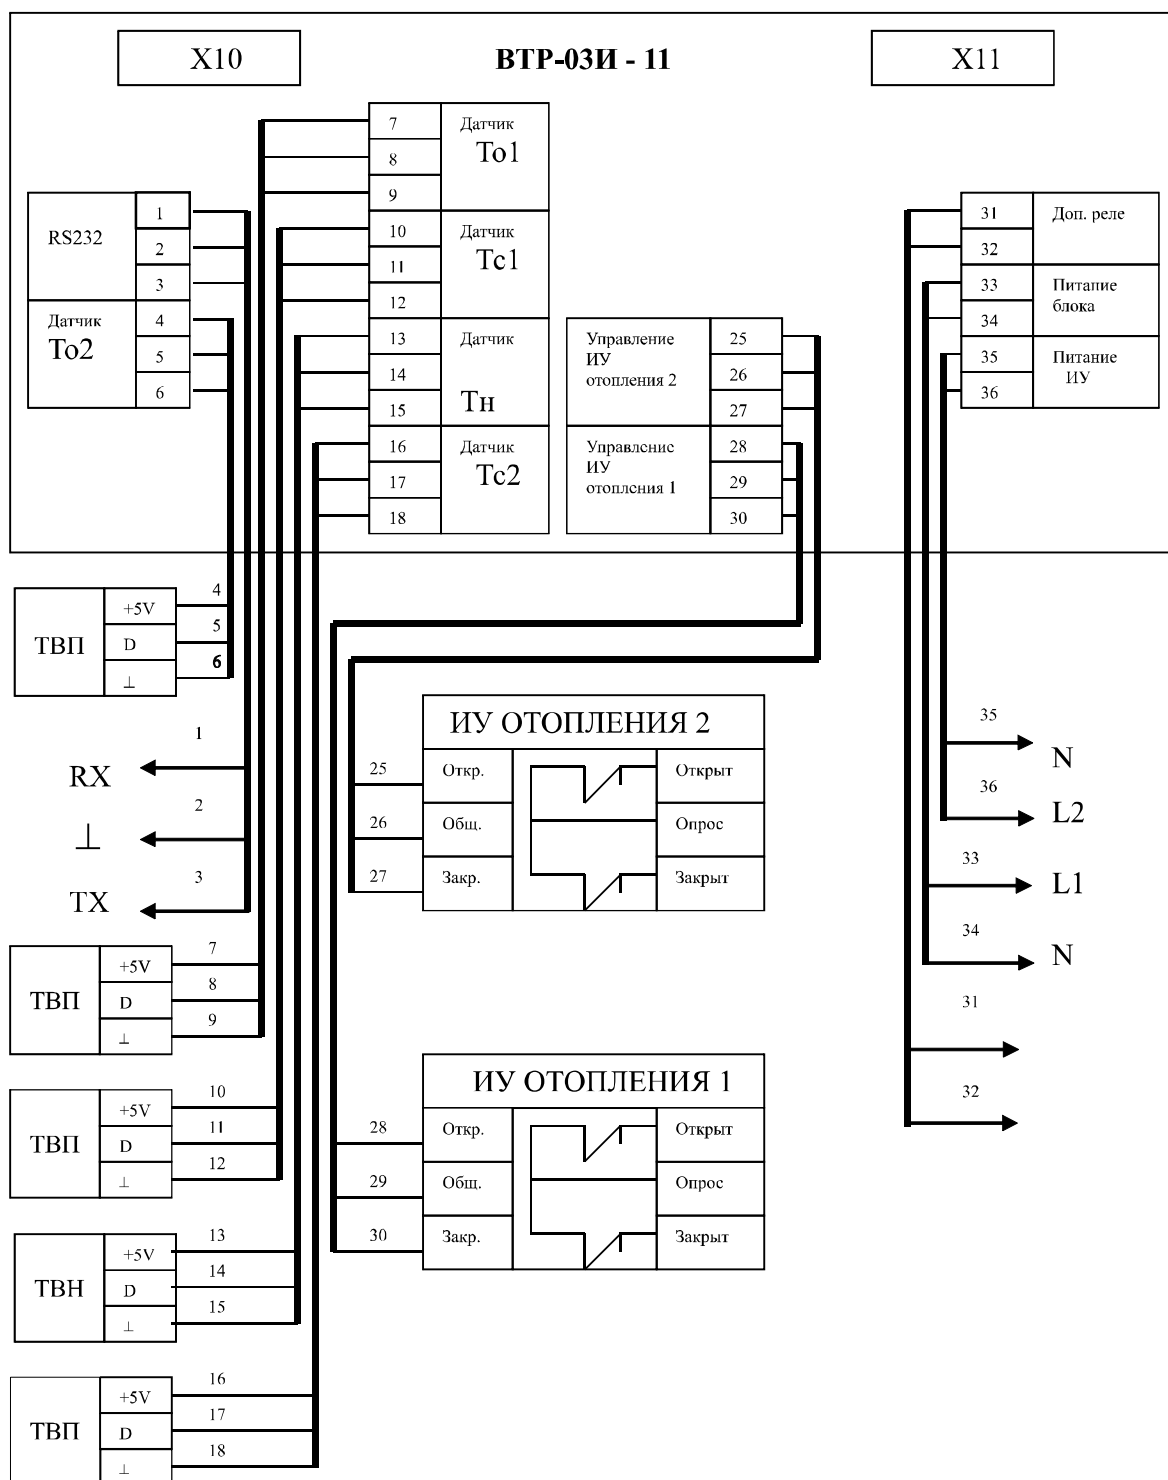 X10
ВТР-03И - 11
X11
7
Датчик
То1
8
9
10
Датчик
Тс1
11
12
13
Датчик
14
Тн
15
16
Датчик
Тс2
17
18
RS232
1
2
3
Датчик
То2
4
5
6
Управление
ИУ
отопления 2
25
26
27
Управление
ИУ
отопления 1
28
29
30
31
Доп. реле
32
33
Питание
блока
34
35
Питание
ИУ
36
ТВП
+5V
D
⊥
4
5
6
1
RX
2
⊥
3
TX
ТВП
+5V
D
⊥
7
8
9
ТВП
+5V
D
⊥
10
11
12
ТВН
+5V
D
⊥
13
14
15
ТВП
+5V
D
⊥
16
17
18
ИУ ОТОПЛЕНИЯ 2
25
Откр.
Открыт
26
Общ.
Опрос
27
Закр.
Закрыт
ИУ ОТОПЛЕНИЯ 1
28
Откр.
Открыт
29
Общ.
Опрос
30
Закр.
Закрыт
35
N
36
L2
33
L1
34
N
31
32